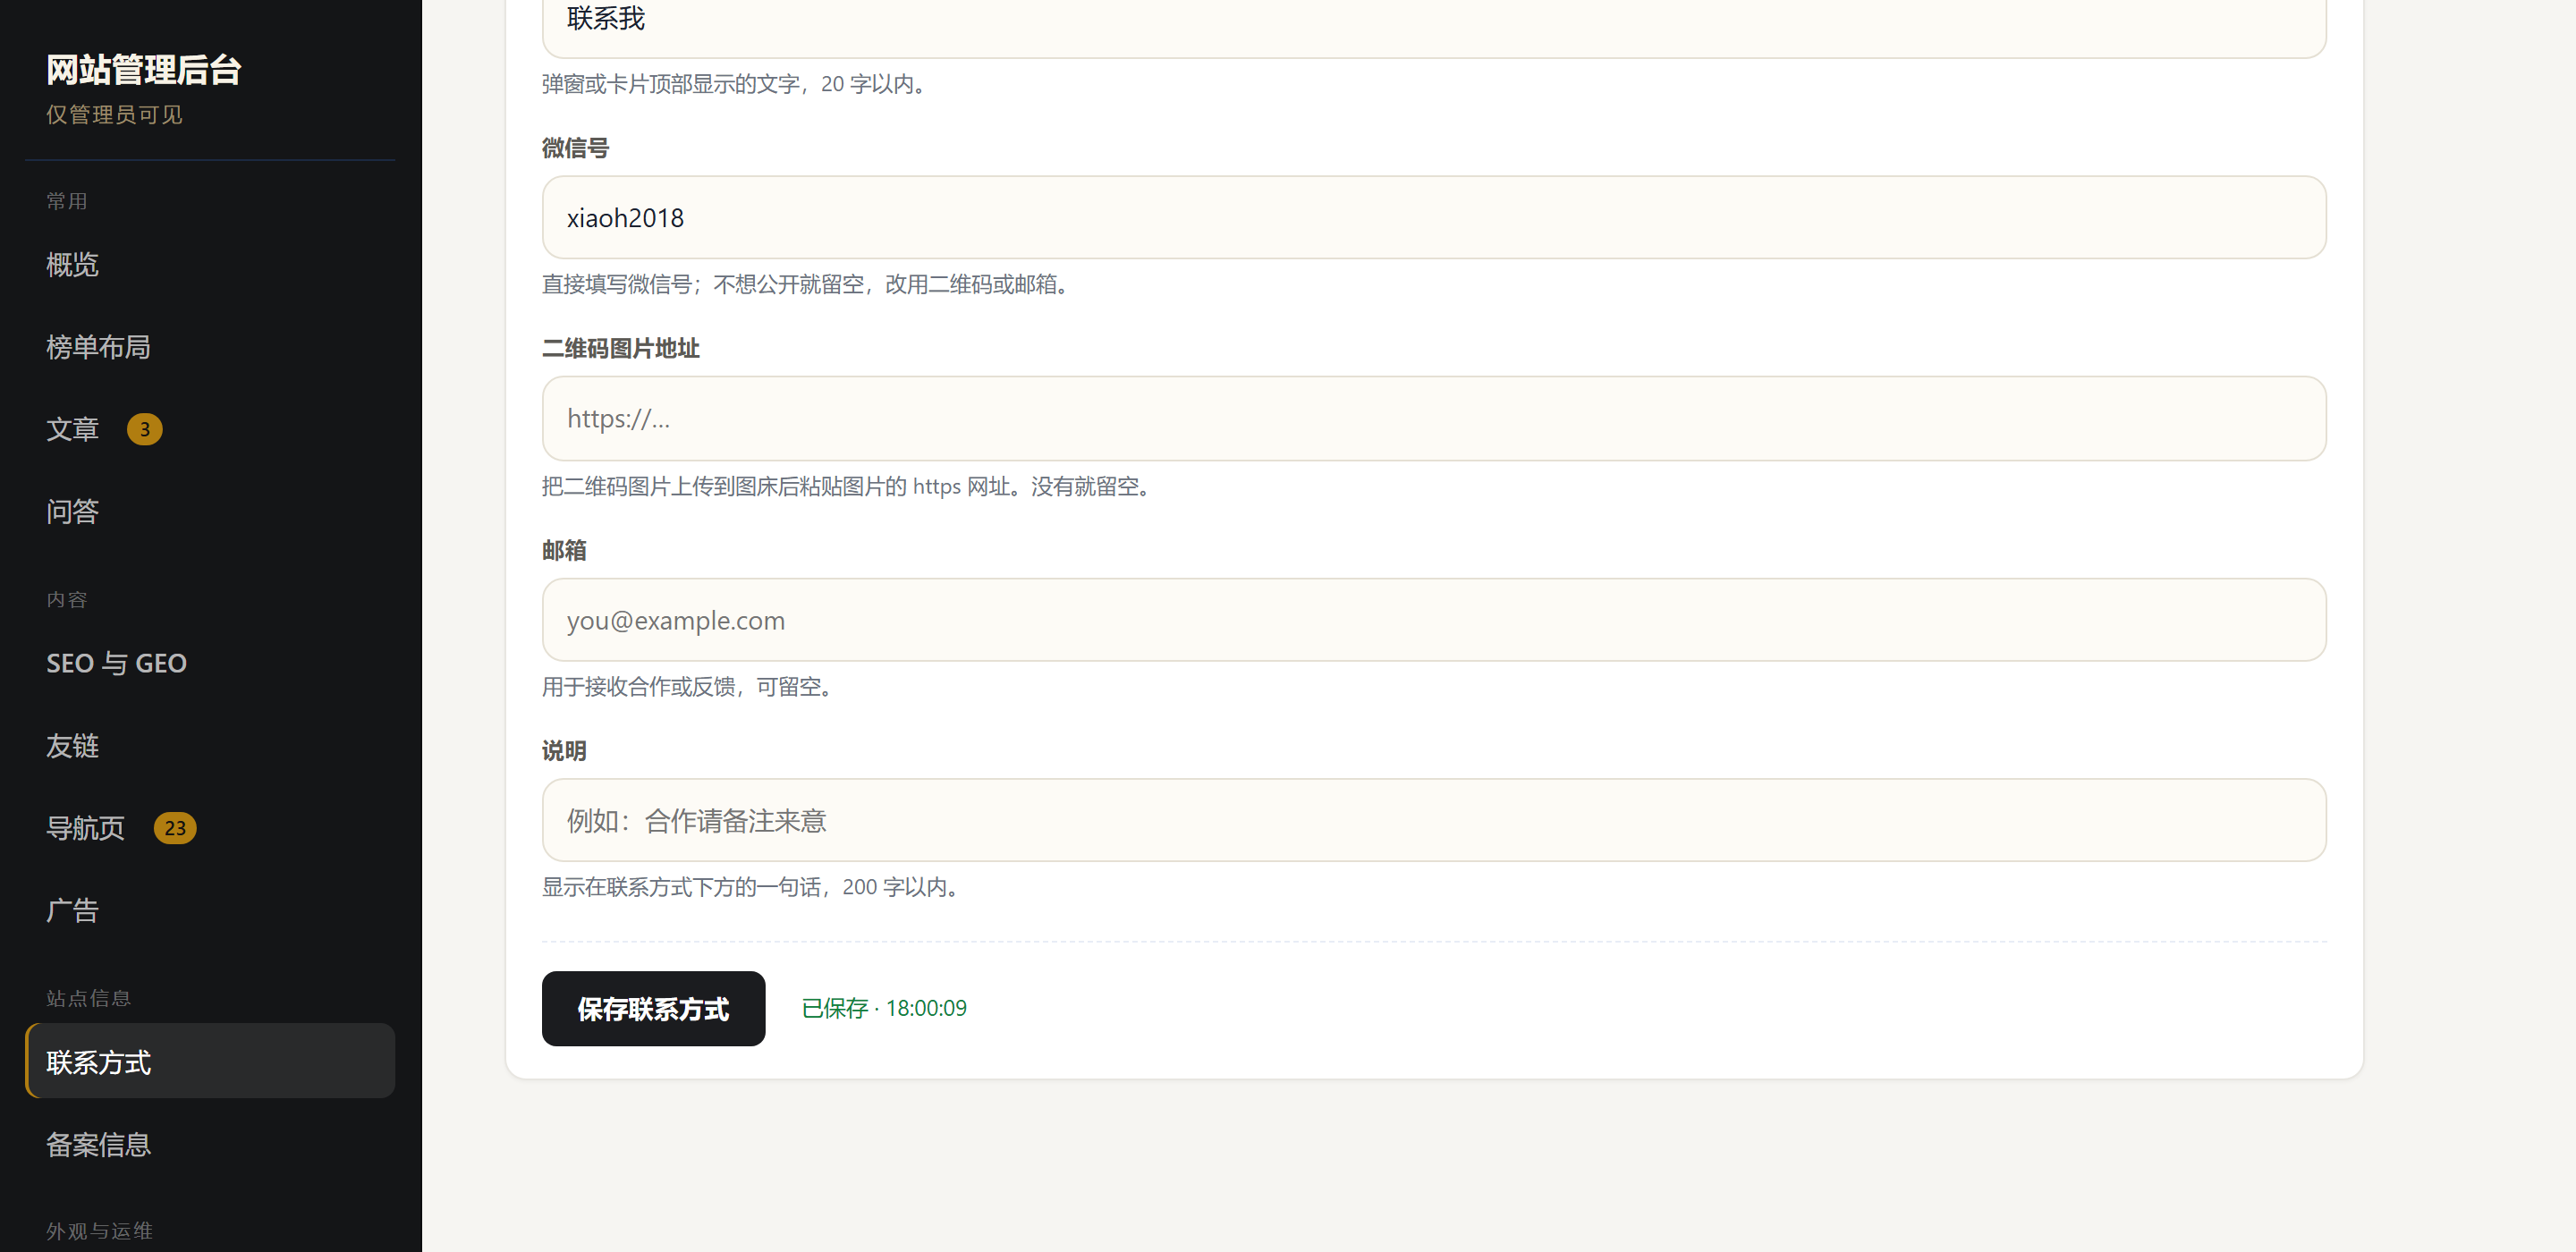 网站管理后台
仅管理员可见
常用
概览
榜单布局
文章 3
问答
内容
SEO 与 GEO
友链
导航页 23
广告
站点信息
联系方式
备案信息
外观与运维
联系我
弹窗或卡片顶部显示的文字，20 字以内。
微信号
xiaoh2018
直接填写微信号；不想公开就留空，改用二维码或邮箱。
二维码图片地址
https://...
把二维码图片上传到图床后粘贴图片的 https 网址。没有就留空。
邮箱
you@example.com
用于接收合作或反馈，可留空。
说明
例如：合作请备注来意
显示在联系方式下方的一句话，200 字以内。
保存联系方式
已保存 · 18:00:09